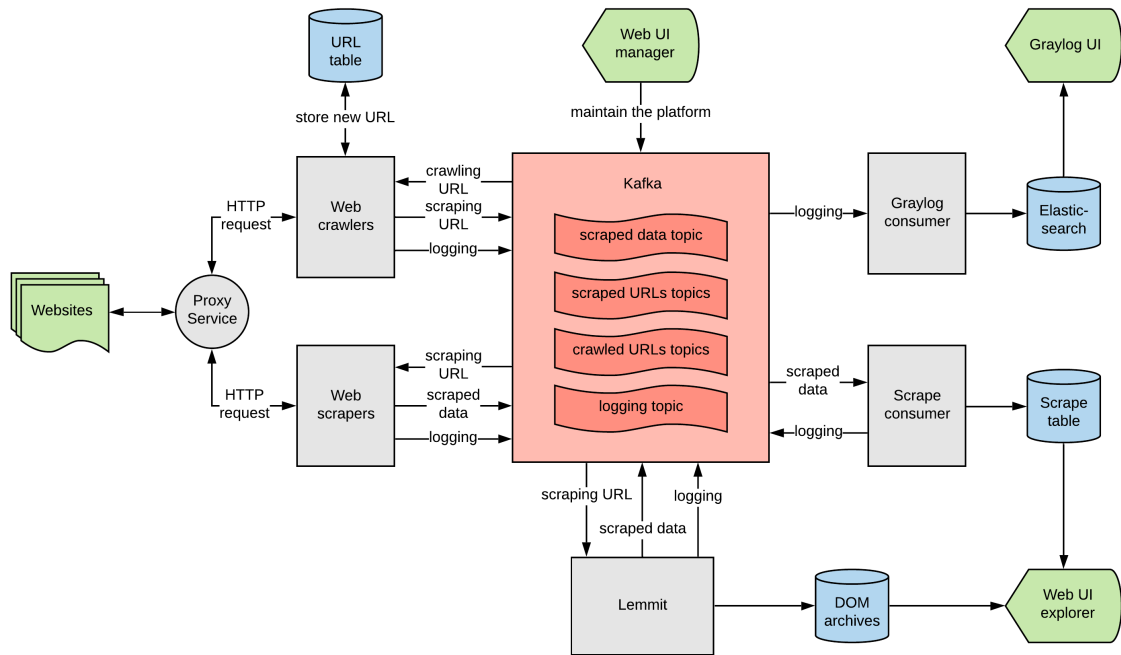 URL
table
Web UI
manager
Graylog UI
store new URL
maintain the platform
HTTP
request
Web
crawlers
crawling
URL
scraping
URL
logging
Kafka
scraped data topic
scraped URLs topics
crawled URLs topics
logging topic
logging
Graylog
consumer
Elastic-
search
Websites
Proxy
Service
HTTP
request
Web
scrapers
scraping
URL
scraped
data
logging
scraped
data
logging
Scrape
consumer
Scrape
table
scraping URL
scraped data
logging
Lemmit
DOM
archives
Web UI
explorer